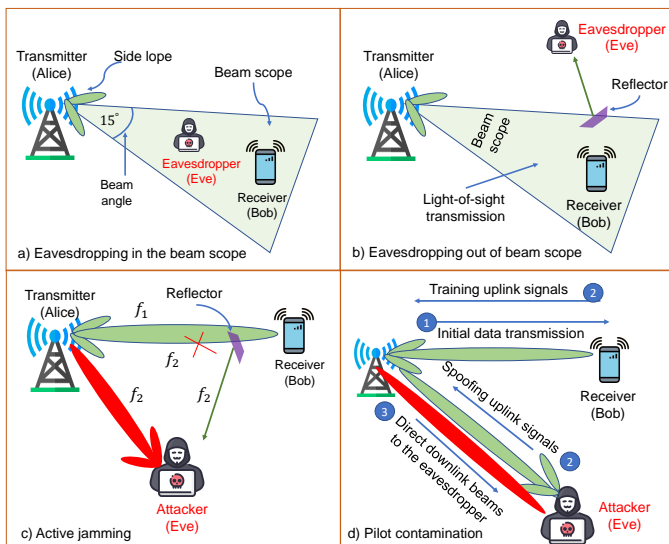 Transmitter
(Alice)
Side lope
Beam scope
15°
Eavesdropper
(Eve)
Beam
angle
Receiver
(Bob)
a) Eavesdropping in the beam scope
Transmitter
(Alice)
Eavesdropper
(Eve)
Reflector
Beam
scope
Receiver
(Bob)
Light-of-sight
transmission
b) Eavesdropping out of beam scope
Transmitter
(Alice)
Reflector
f1
f2
Receiver
(Bob)
f2
f2
Attacker
(Eve)
c) Active jamming
Training uplink signals
2
1
Initial data transmission
Receiver
(Bob)
Spoofing uplink signals
2
3
Direct downlink beams
to the eavesdropper
Attacker
(Eve)
d) Pilot contamination